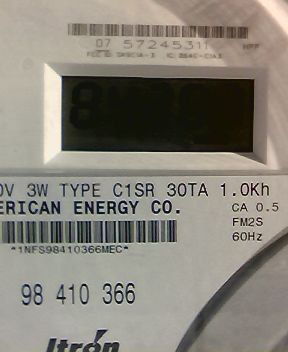 07 57245311
0V 3W TYPE C1SR 30TA 1.0Kh
ERICAN ENERGY CO.
CA 0.5
FM2S
60Hz
*1NFS98410366MEC*
98 410 366
Itron